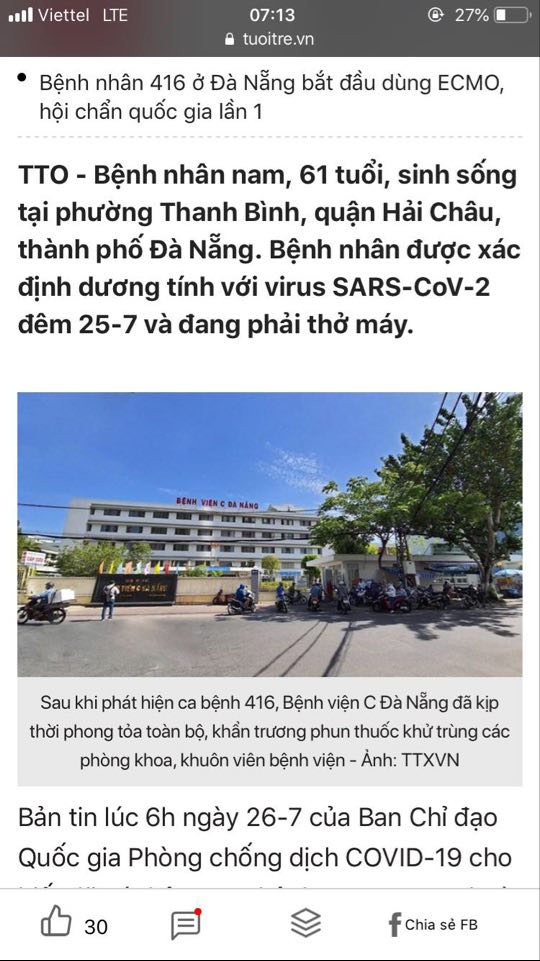 Viettel LTE 07:13 27%
tuoitre.vn
Bệnh nhân 416 ở Đà Nẵng bắt đầu dùng ECMO,
hội chẩn quốc gia lần 1
TTO - Bệnh nhân nam, 61 tuổi, sinh sống
tại phường Thanh Bình, quận Hải Châu,
thành phố Đà Nẵng. Bệnh nhân được xác
định dương tính với virus SARS-CoV-2
đêm 25-7 và đang phải thở máy.
BỆNH VIỆN C ĐÀ NẴNG
Sau khi phát hiện ca bệnh 416, Bệnh viện C Đà Nẵng đã kịp
thời phong tỏa toàn bộ, khẩn trương phun thuốc khử trùng các
phòng khoa, khuôn viên bệnh viện - Ảnh: TTXVN
Bản tin lúc 6h ngày 26-7 của Ban Chỉ đạo
Quốc gia Phòng chống dịch COVID-19 cho
30 Chia sẻ FB